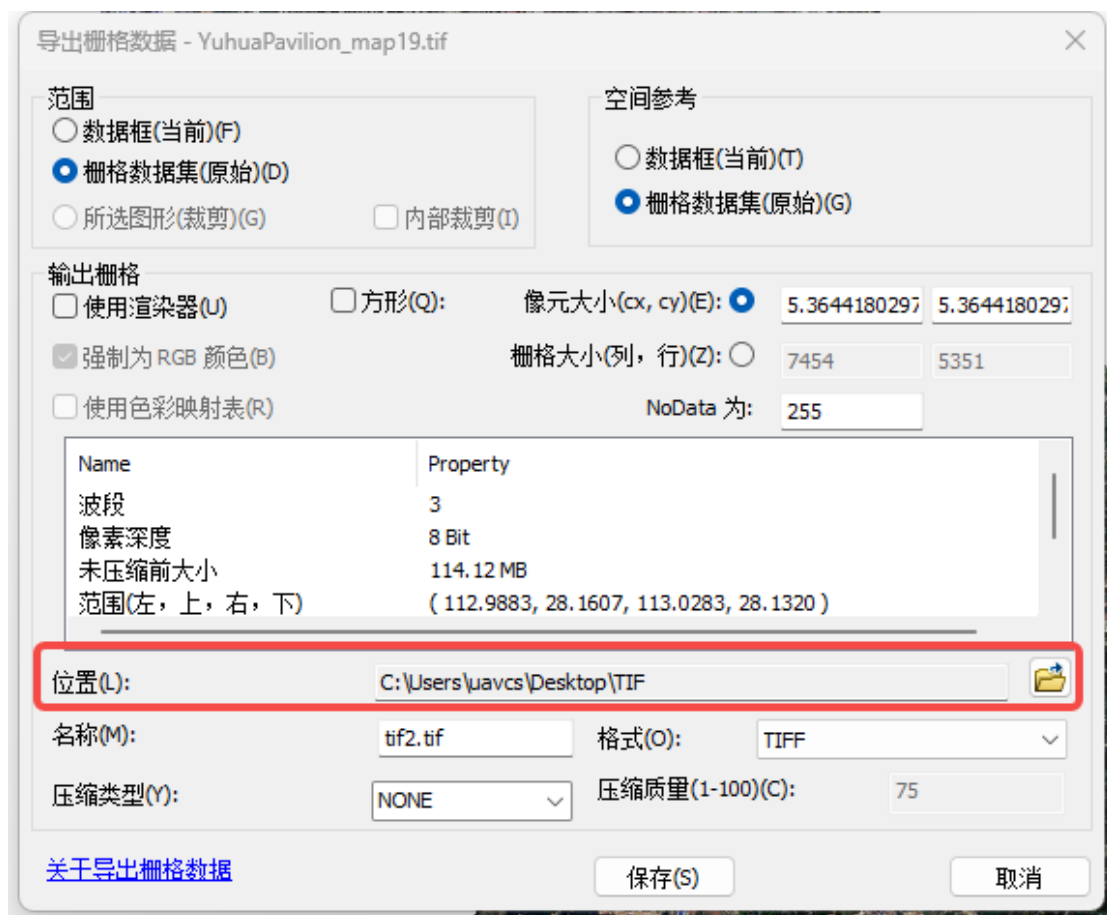 导出栅格数据 - YuhuaPavilion_map19.tif
范围
数据框(当前)(F)
栅格数据集(原始)(D)
所选图形(裁剪)(G) 内部裁剪(I)
空间参考
数据框(当前)(T)
栅格数据集(原始)(G)
输出栅格
使用渲染器(U) 方形(Q): 像元大小(cx, cy)(E): 5.3644180297 5.3644180297
强制为 RGB 颜色(B) 栅格大小(列，行)(Z): 7454 5351
使用色彩映射表(R) NoData 为: 255
Name Property
波段 3
像素深度 8 Bit
未压缩前大小 114.12 MB
范围(左，上，右，下) ( 112.9883, 28.1607, 113.0283, 28.1320 )
位置(L): C:\Users\uavcs\Desktop\TIF
名称(M): tif2.tif 格式(O): TIFF
压缩类型(Y): NONE 压缩质量(1-100)(C): 75
关于导出栅格数据 保存(S) 取消